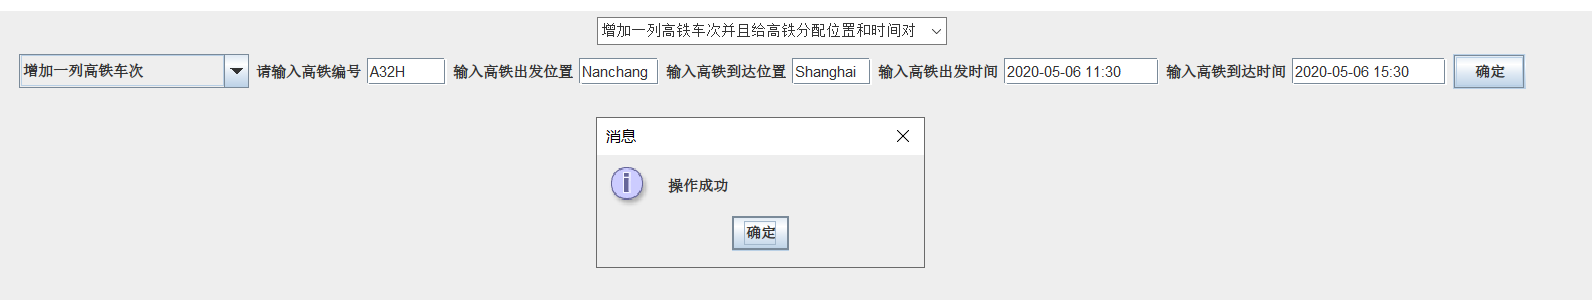 增加一列高铁车次并且给高铁分配位置和时间对
增加一列高铁车次 请输入高铁编号 A32H 输入高铁出发位置 Nanchang 输入高铁到达位置 Shanghai 输入高铁出发时间 2020-05-06 11:30 输入高铁到达时间 2020-05-06 15:30 确定
消息
操作成功
确定